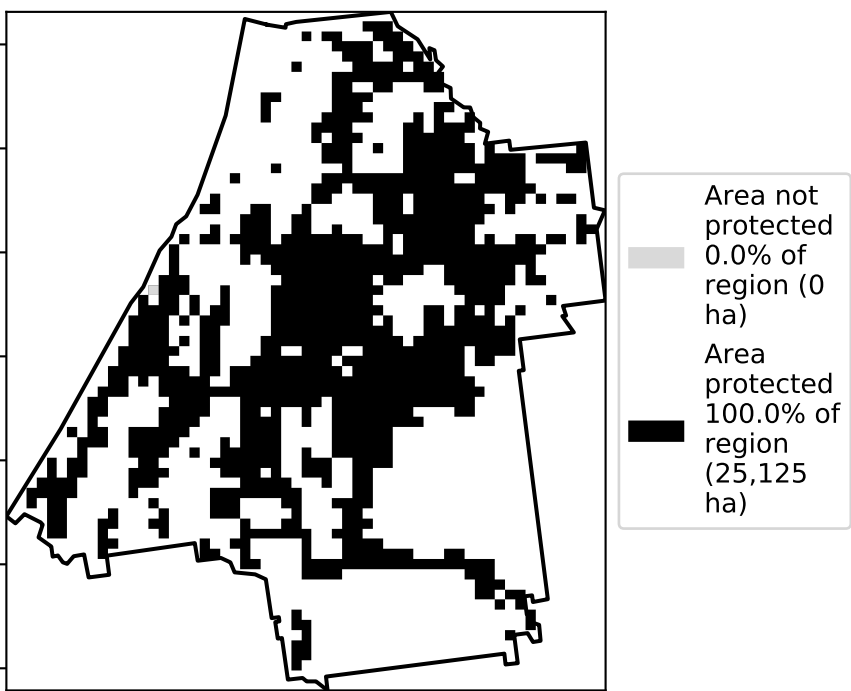 Area not
protected
0.0% of
region (0
ha)
Area
protected
100.0% of
region
(25,125
ha)